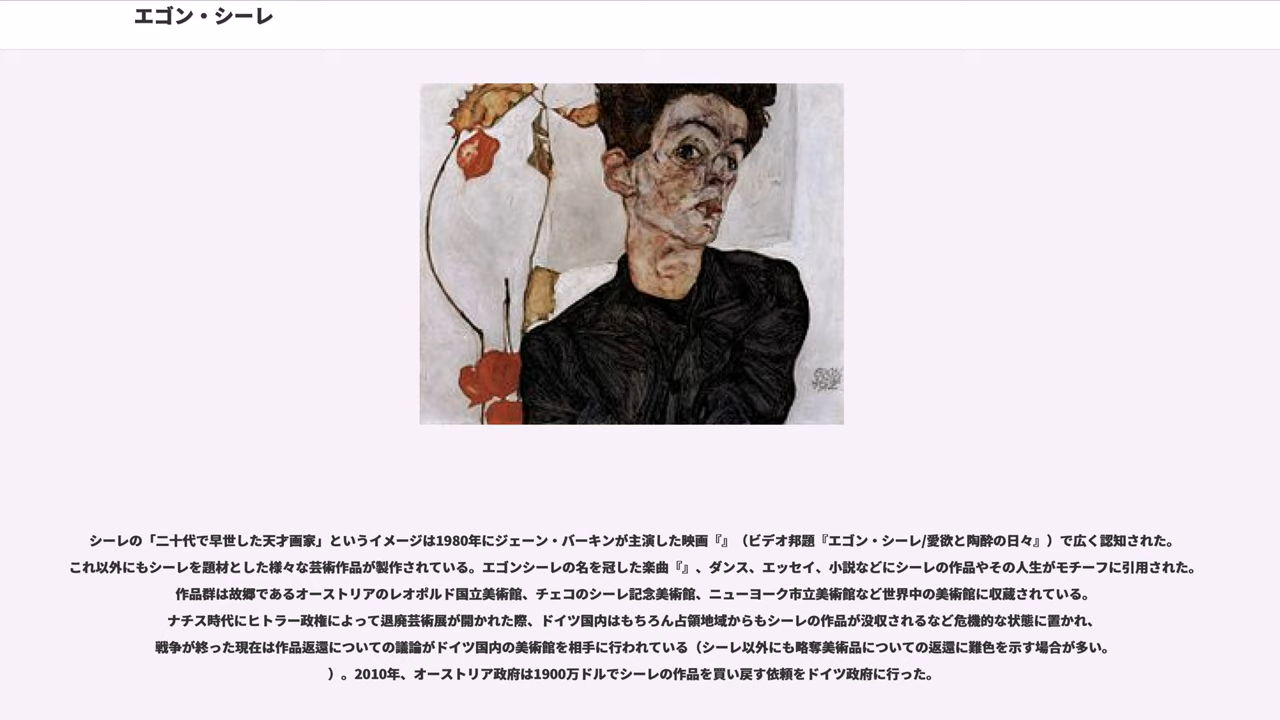 エゴン・シーレ
シーレの「二十代で早世した天才画家」というイメージは1980年にジェーン・バーキンが主演した映画『』（ビデオ邦題『エゴン・シーレ/愛欲と陶酔の日々』）で広く認知された。
これ以外にもシーレを題材とした様々な芸術作品が製作されている。エゴンシーレの名を冠した楽曲『』、ダンス、エッセイ、小説などにシーレの作品やその人生がモチーフに引用された。
作品群は故郷であるオーストリアのレオポルド国立美術館、チェコのシーレ記念美術館、ニューヨーク市立美術館など世界中の美術館に収蔵されている。
ナチス時代にヒトラー政権によって退廃芸術展が開かれた際、ドイツ国内はもちろん占領地域からもシーレの作品が没収されるなど危機的な状態に置かれ、
戦争が終った現在は作品返還についての議論がドイツ国内の美術館を相手に行われている（シーレ以外にも略奪美術品についての返還に難色を示す場合が多い。
）。2010年、オーストリア政府は1900万ドルでシーレの作品を買い戻す依頼をドイツ政府に行った。